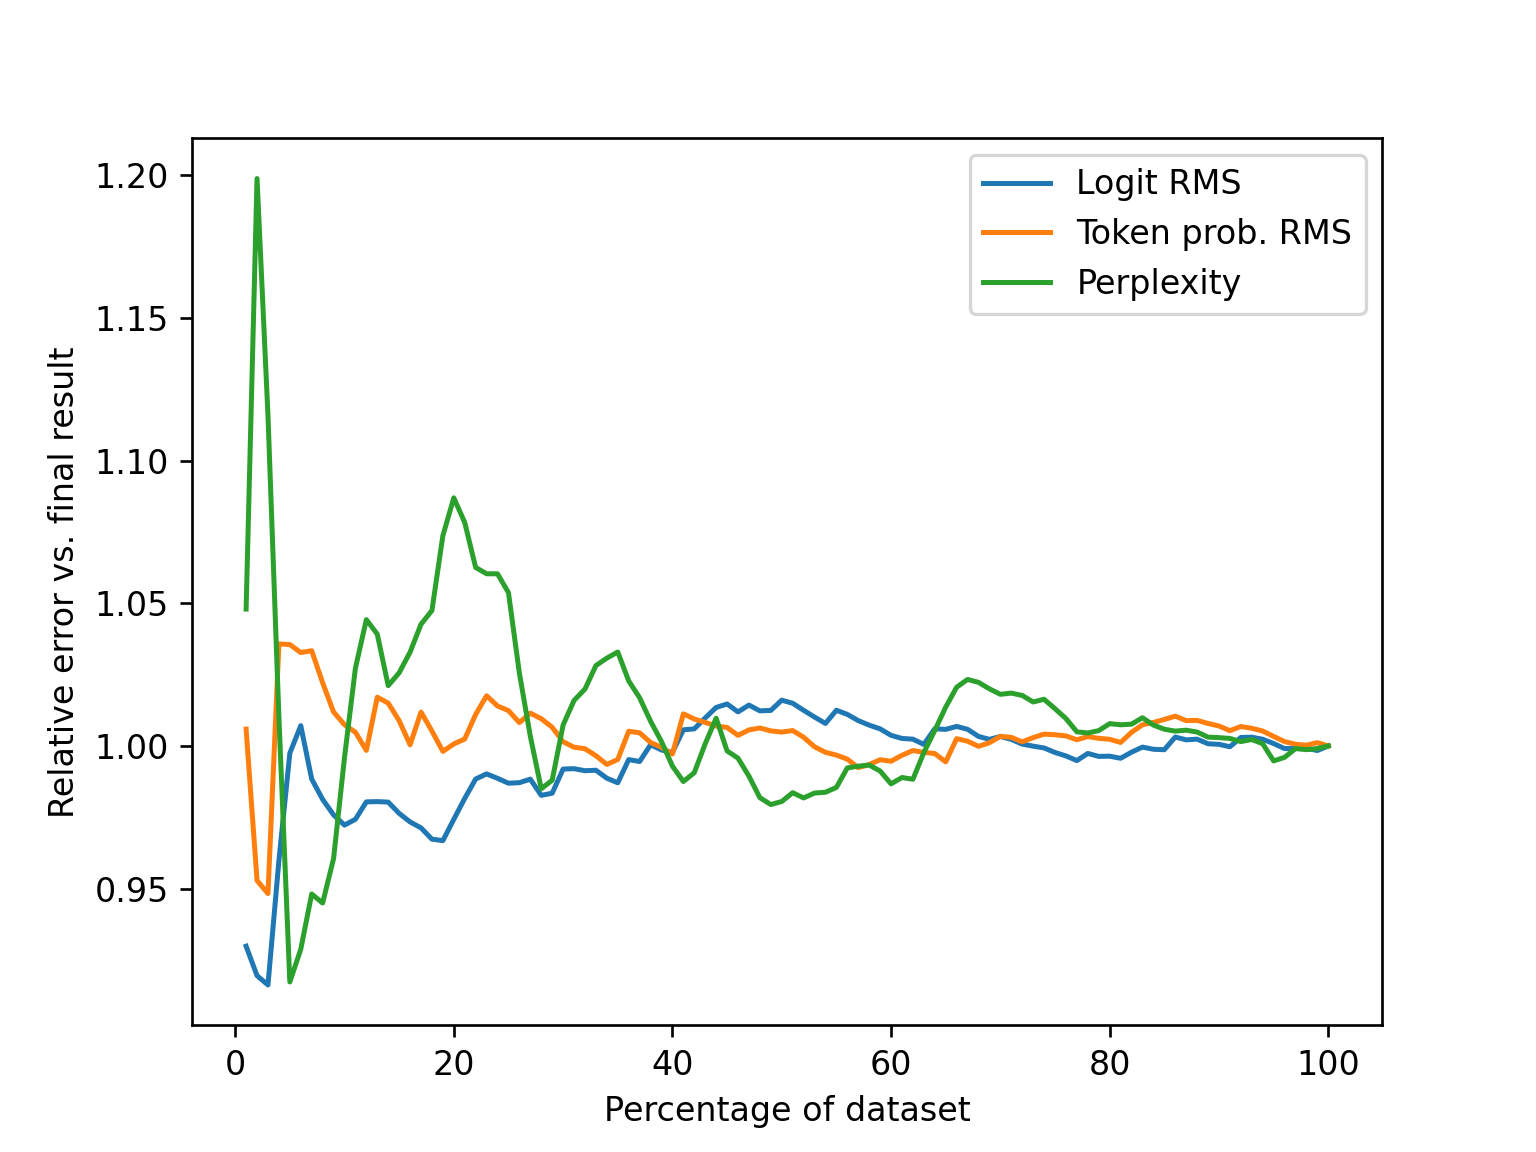 Logit RMS
Token prob. RMS
Perplexity
Relative error vs. final result
1.20
1.15
1.10
1.05
1.00
0.95
0 20 40 60 80 100
Percentage of dataset